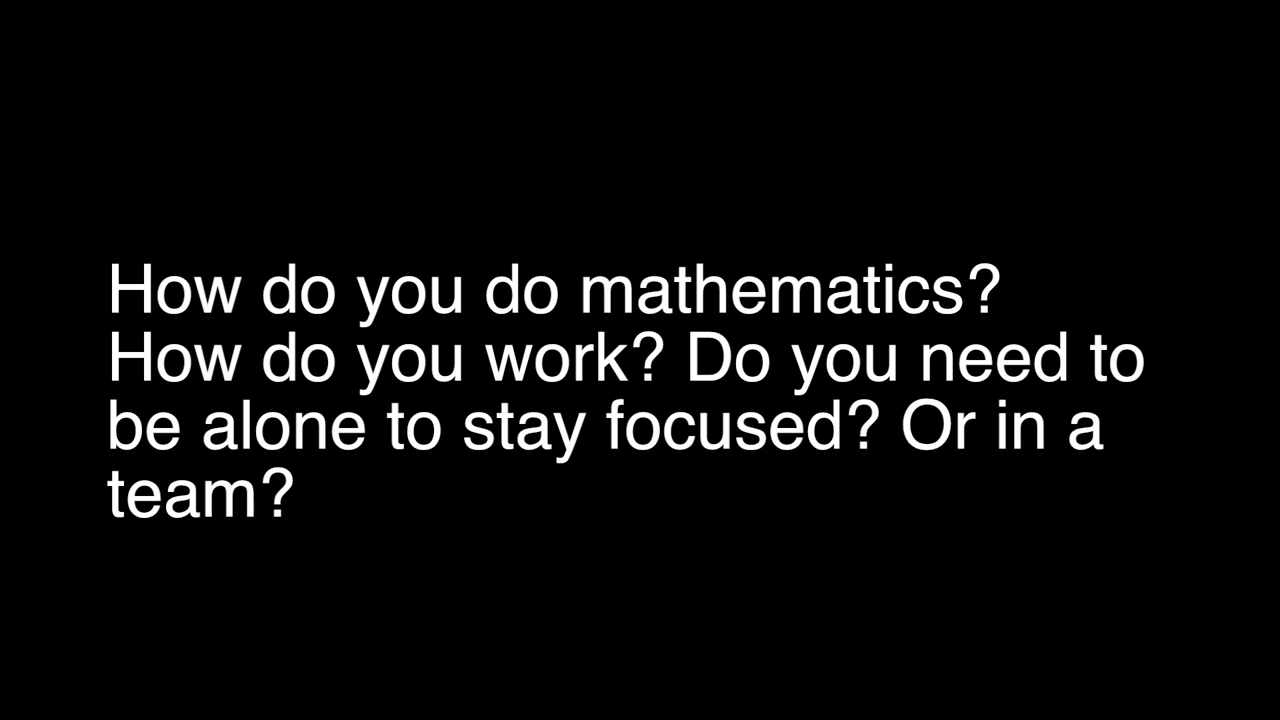 How do you do mathematics?
How do you work? Do you need to
be alone to stay focused? Or in a
team?